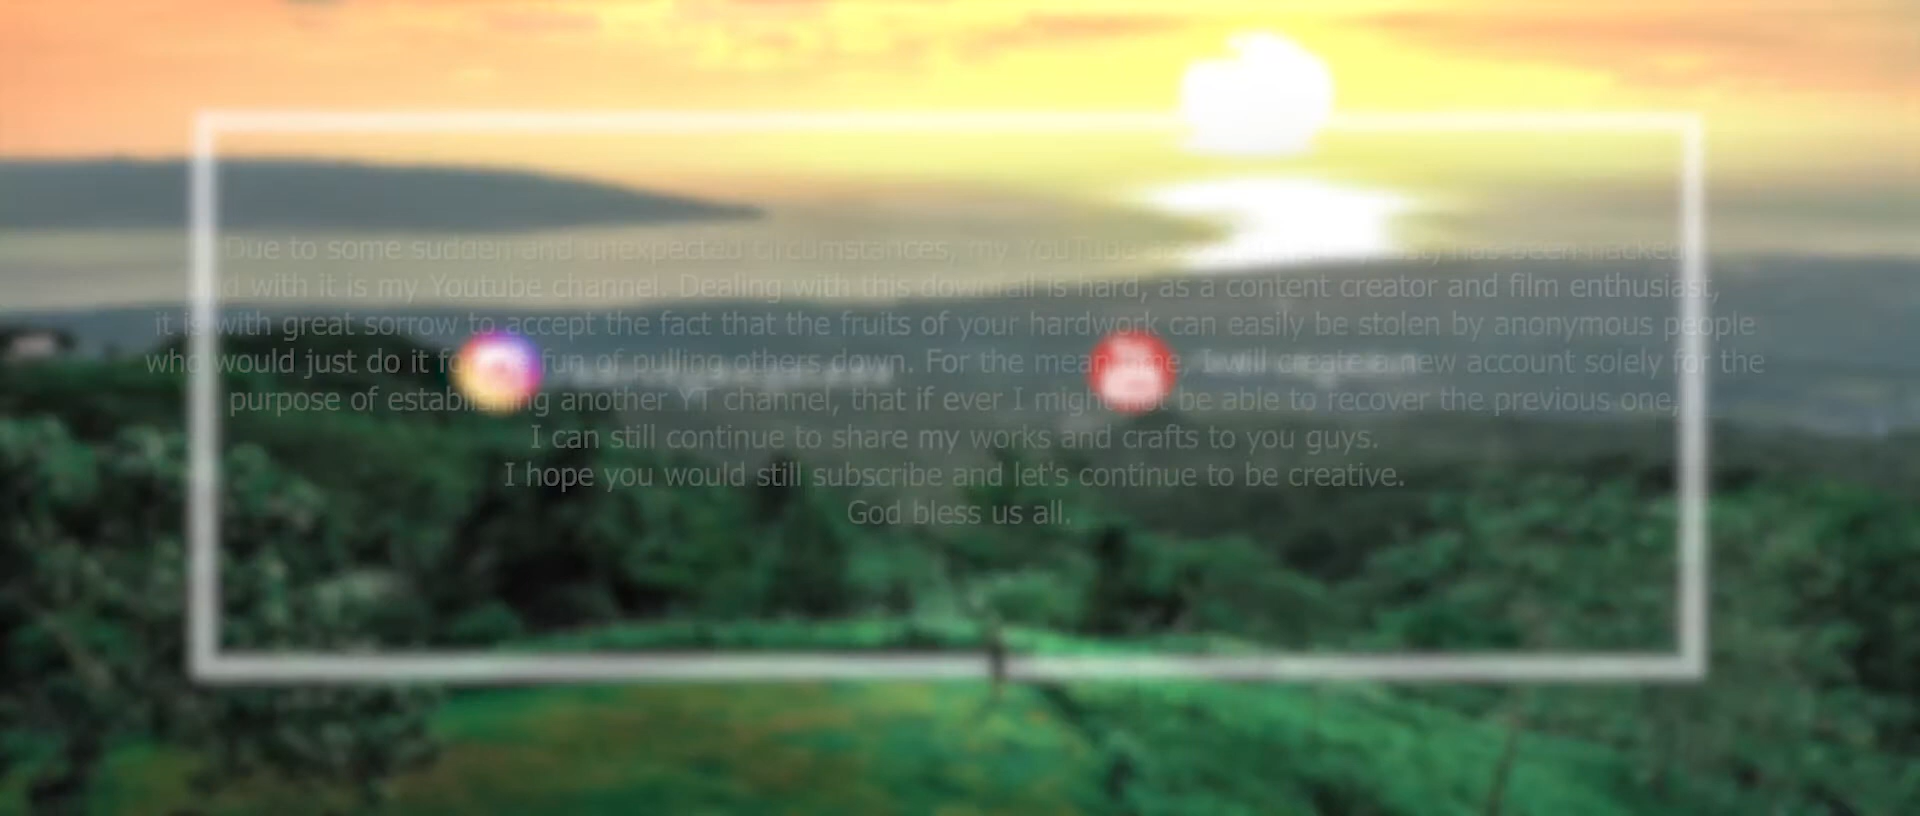 Due to some sudden and unexpected circumstances, my YouTube has been hacked
with it is my Youtube channel. Dealing with this downfall is hard, as a content creator and film enthusiast,
it is with great sorrow to accept the fact that the fruits of your hardwork can easily be stolen by anonymous people
who would just do it fun of pulling others down. For the I will create a new account solely for the
purpose of another YT channel, that if ever I be able to recover the previous one,
I can still continue to share my works and crafts to you guys.
I hope you would still subscribe and let's continue to be creative.
God bless us all.